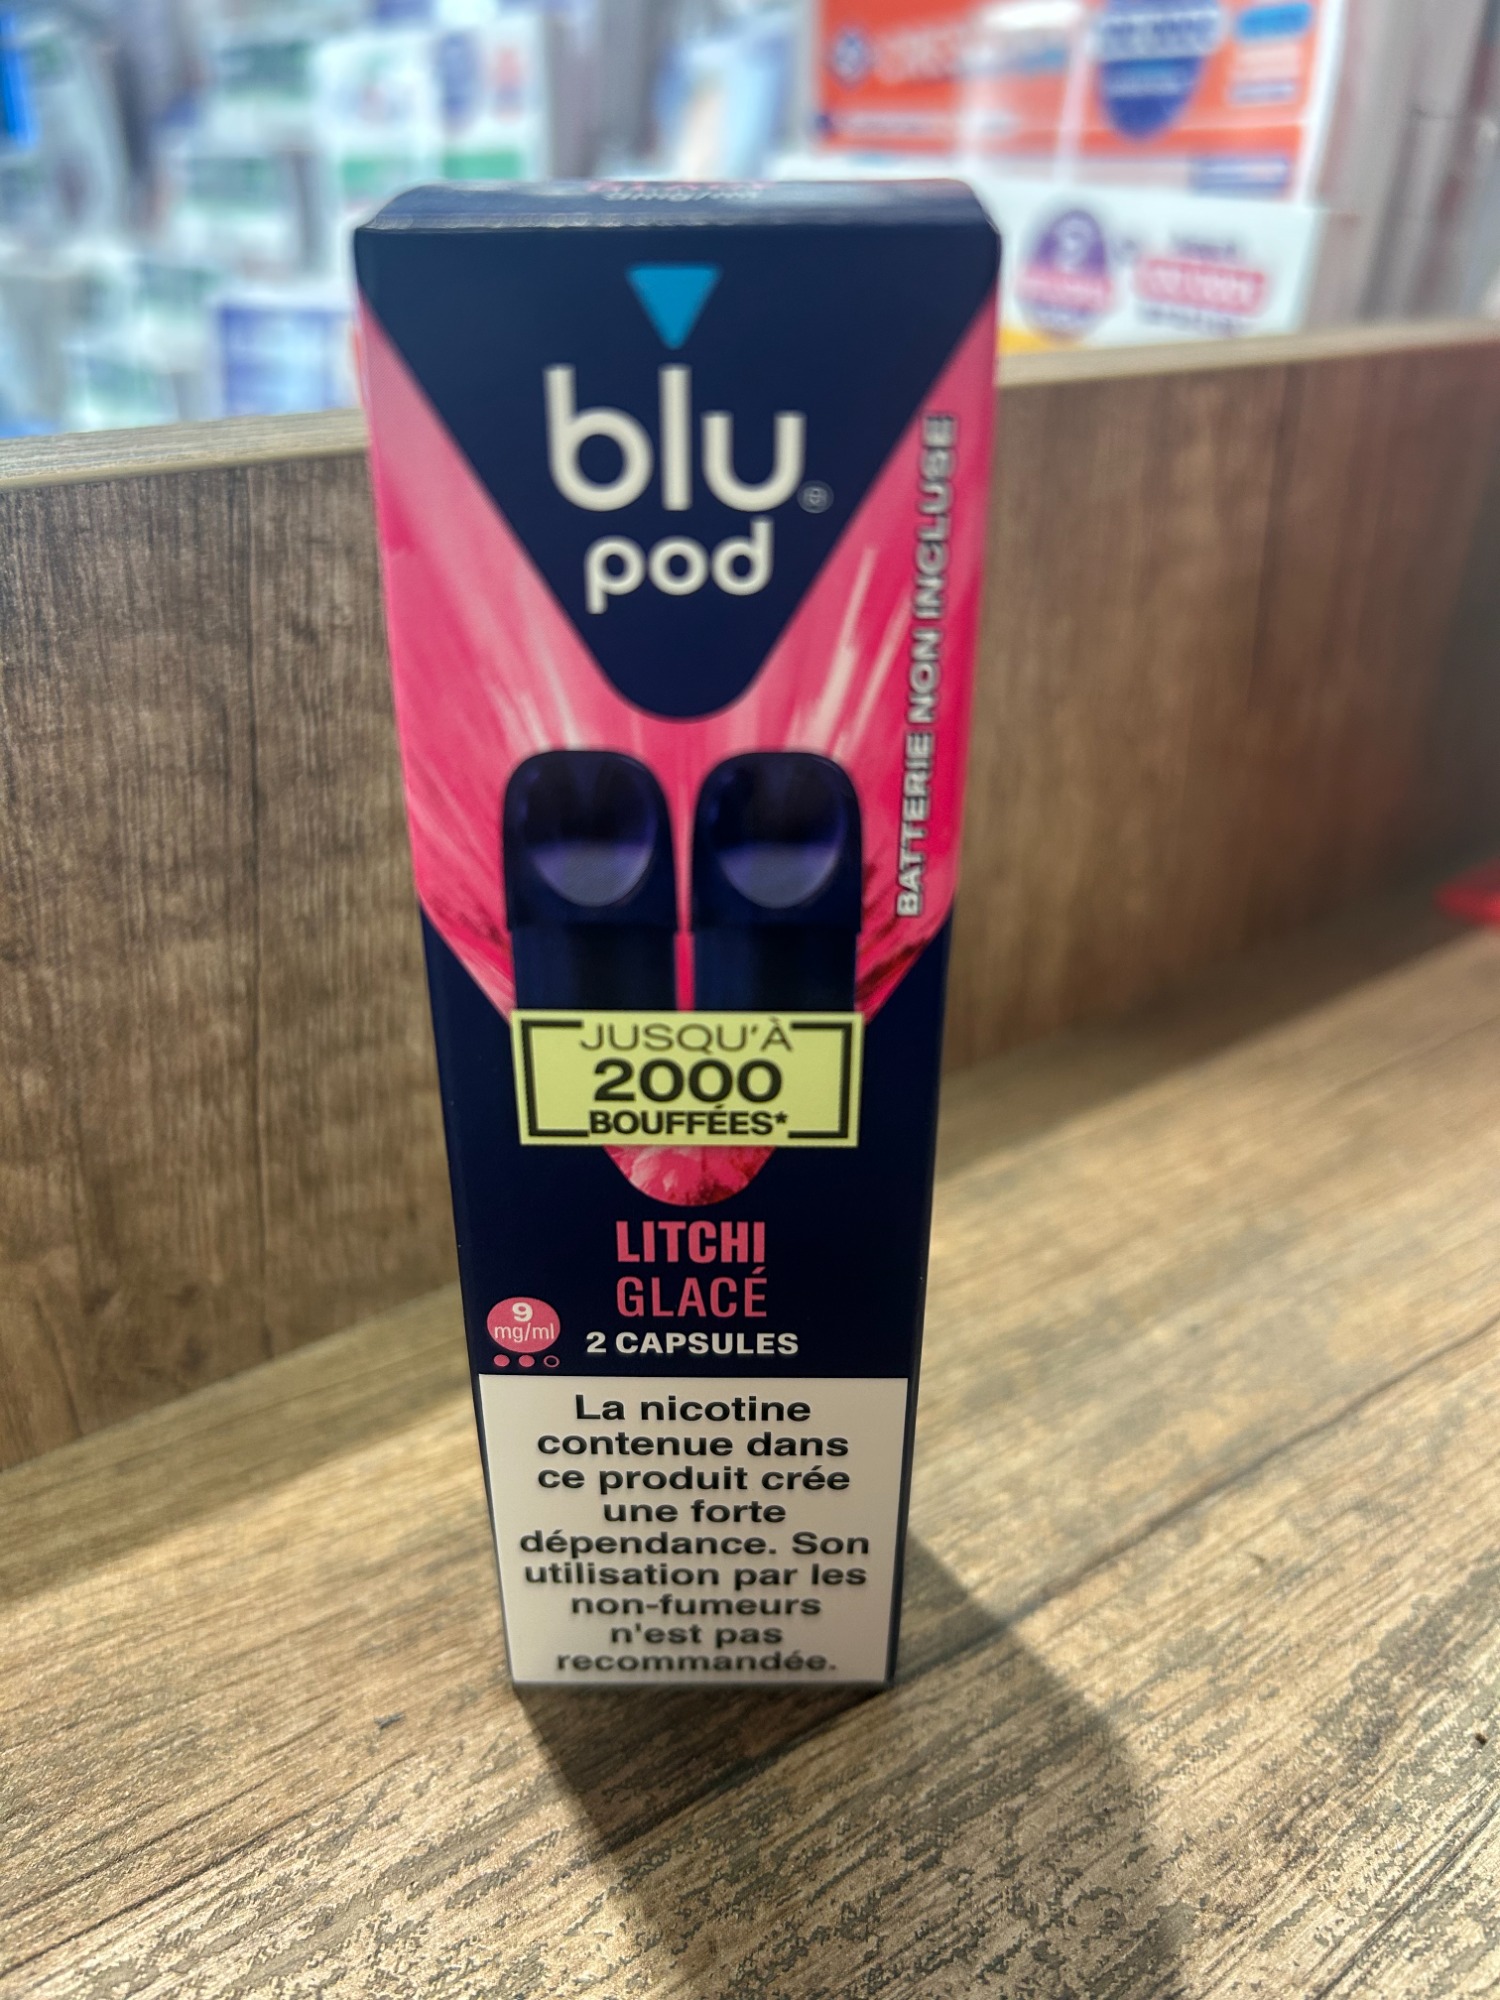 blu®
pod
BATTERIE NON INCLUSE
JUSQU'À
2000
BOUFFÉES*
LITCHI
GLACÉ
9
mg/ml
2 CAPSULES
La nicotine
contenue dans
ce produit crée
une forte
dépendance. Son
utilisation par les
non-fumeurs
n'est pas
recommandée.